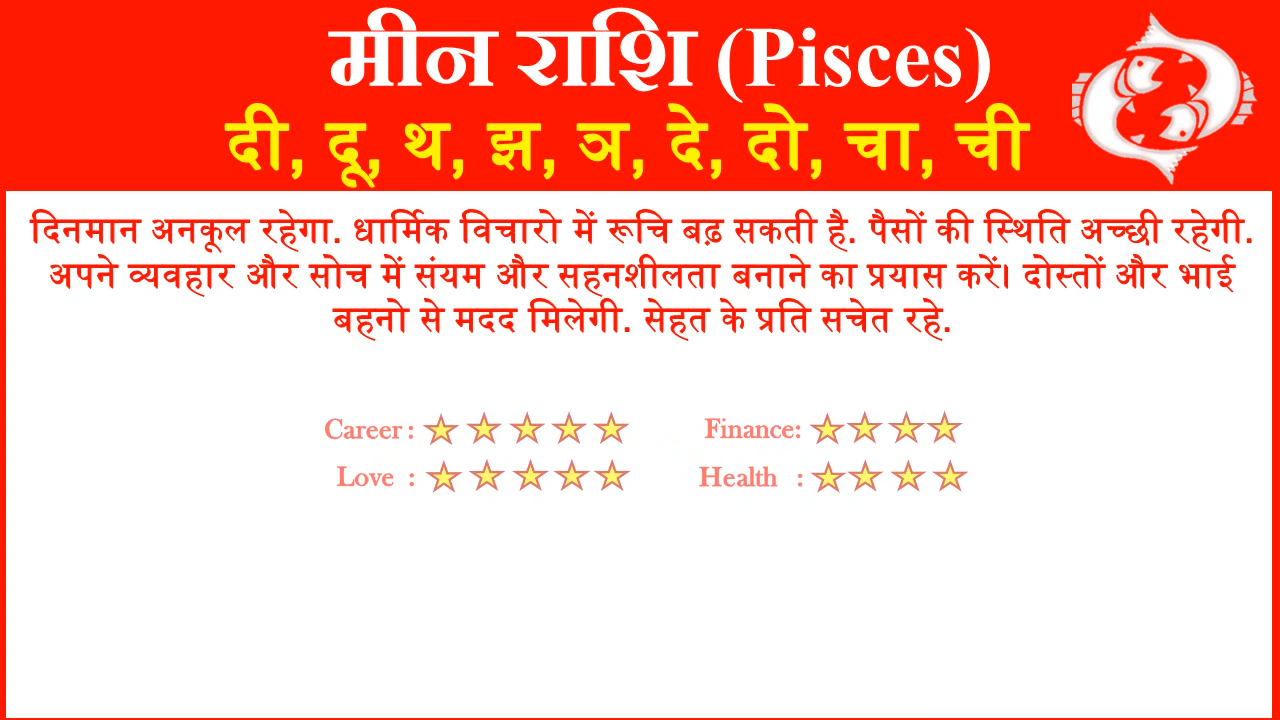 मीन राशि (Pisces)
दी, दू, थ, झ, ञ, दे, दो, चा, ची
दिनमान अनकूल रहेगा. धार्मिक विचारो में रूचि बढ़ सकती है. पैसों की स्थिति अच्छी रहेगी.
अपने व्यवहार और सोच में संयम और सहनशीलता बनाने का प्रयास करें। दोस्तों और भाई
बहनो से मदद मिलेगी. सेहत के प्रति सचेत रहे.
Career : Finance:
Love : Health :